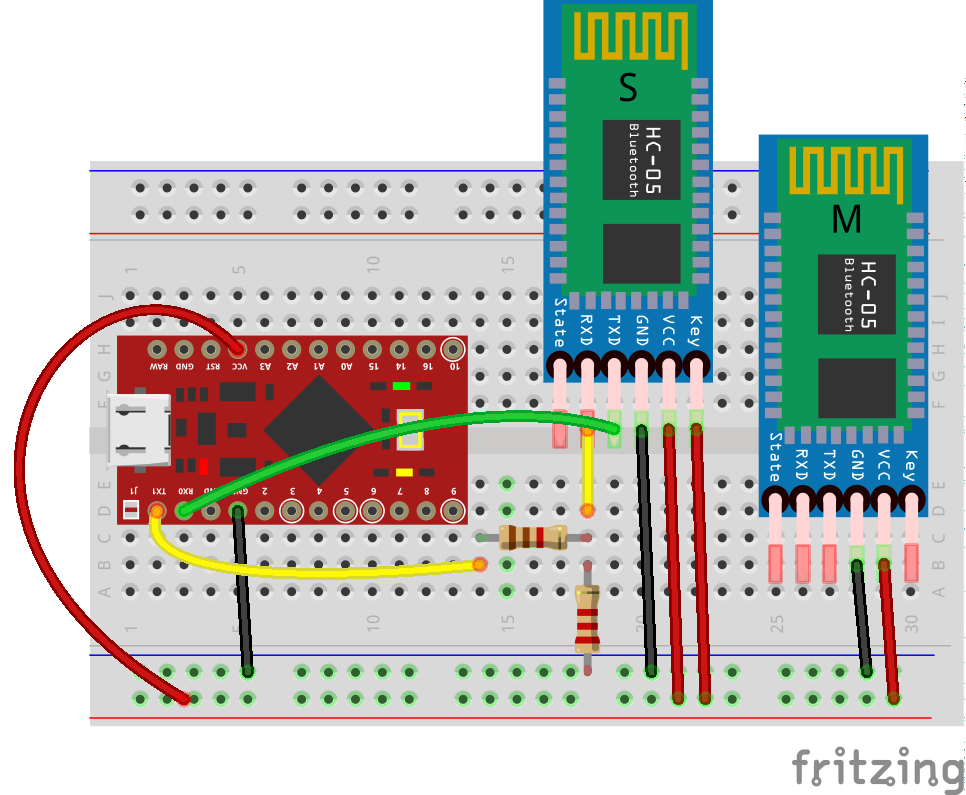 S
HC-05
Bluetooth
State RXD TXD GND VCC Key
M
HC-05
Bluetooth
State RXD TXD GND VCC Key
1 5 10 15
J J
I I
H H
G G
F F
RAW GND RST VCC A3 A2 A1 A0 15 14 16 10
J1 TX1 RX0 GND GND 2 3 4 5 6 7 8 9
E E
D D
C C
B B
A A
1 5 10 15 20 25 30
fritzing